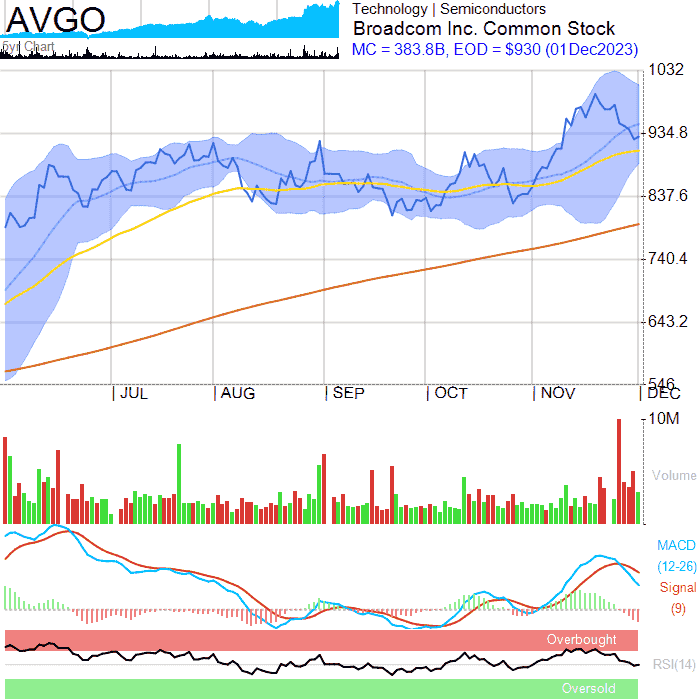 AVGO
5yr Chart
Technology | Semiconductors
Broadcom Inc. Common Stock
MC = 383.8B, EOD = $930 (01Dec2023)
1032
934.8
837.6
740.4
643.2
546
JUL AUG SEP OCT NOV DEC
10M
Volume
MACD
(12-26)
Signal
(9)
Overbought
RSI(14)
Oversold